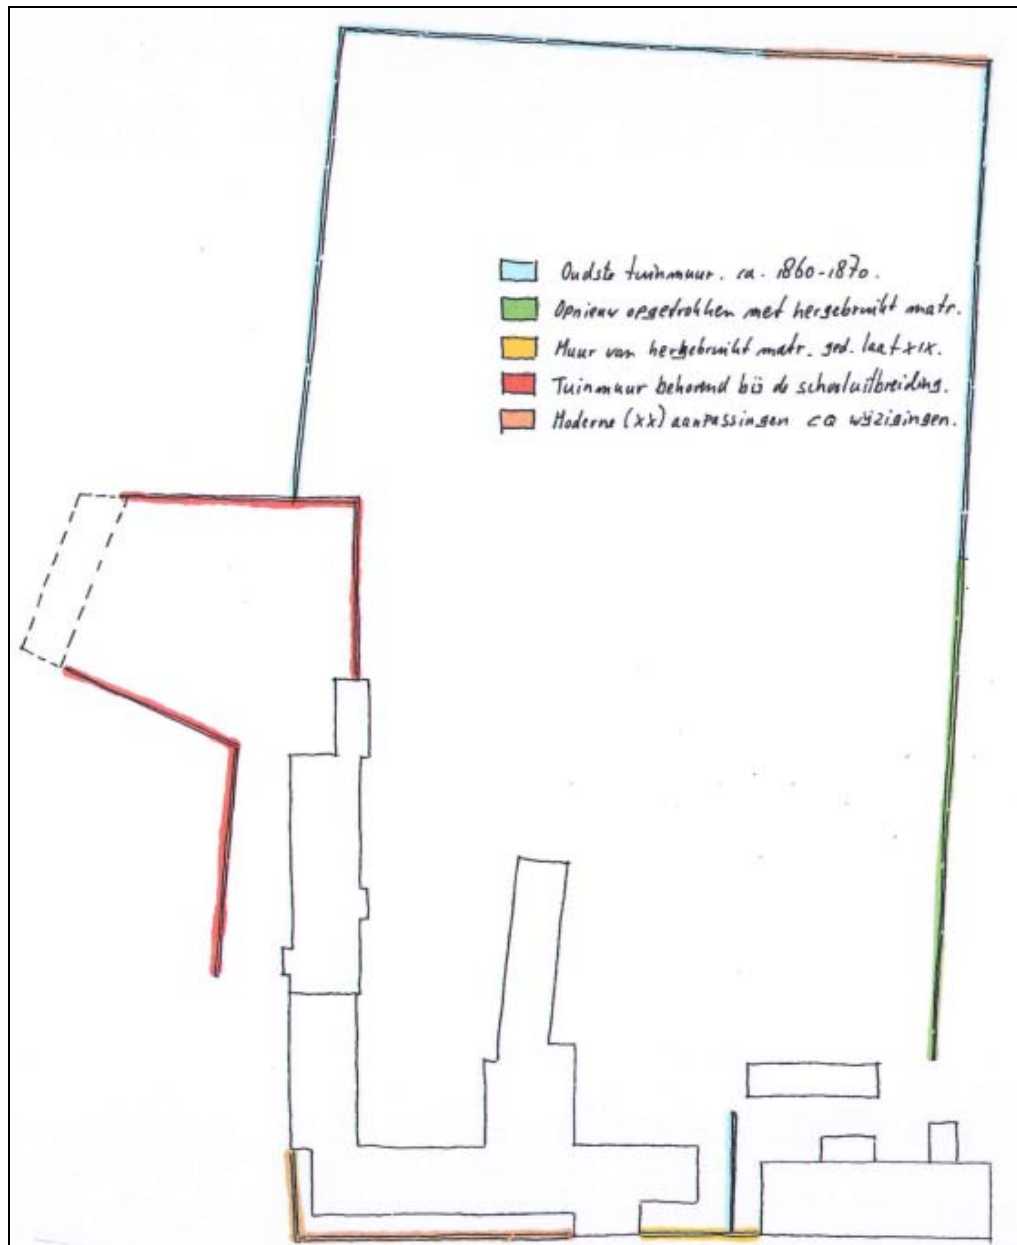 Oudste tuinmuur. ca. 1860-1870.
Opnieuw opgetrokken met hergebruikt matr.
Muur van hergebruikt matr. ged. laat XIX.
Tuinmuur behorend bij de schooluitbreiding.
Moderne (XX) aanpassingen CQ wijzigingen.